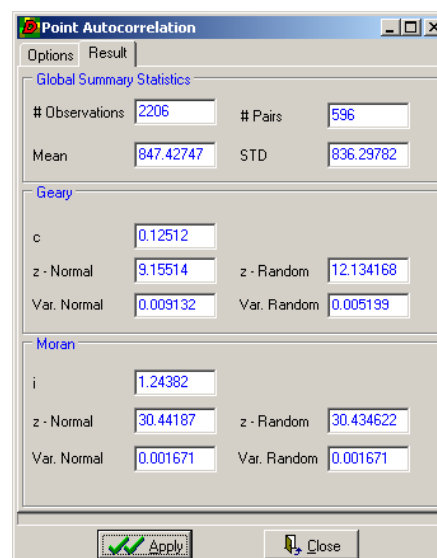 Point Autocorrelation
Options Result
Global Summary Statistics
# Observations 2206 # Pairs 596
Mean 847.42747 STD 836.29782
Geary
c 0.12512
z - Normal 9.15514 z - Random 12.134168
Var. Normal 0.009132 Var. Random 0.005199
Moran
i 1.24382
z - Normal 30.44187 z - Random 30.434622
Var. Normal 0.001671 Var. Random 0.001671
Apply Close